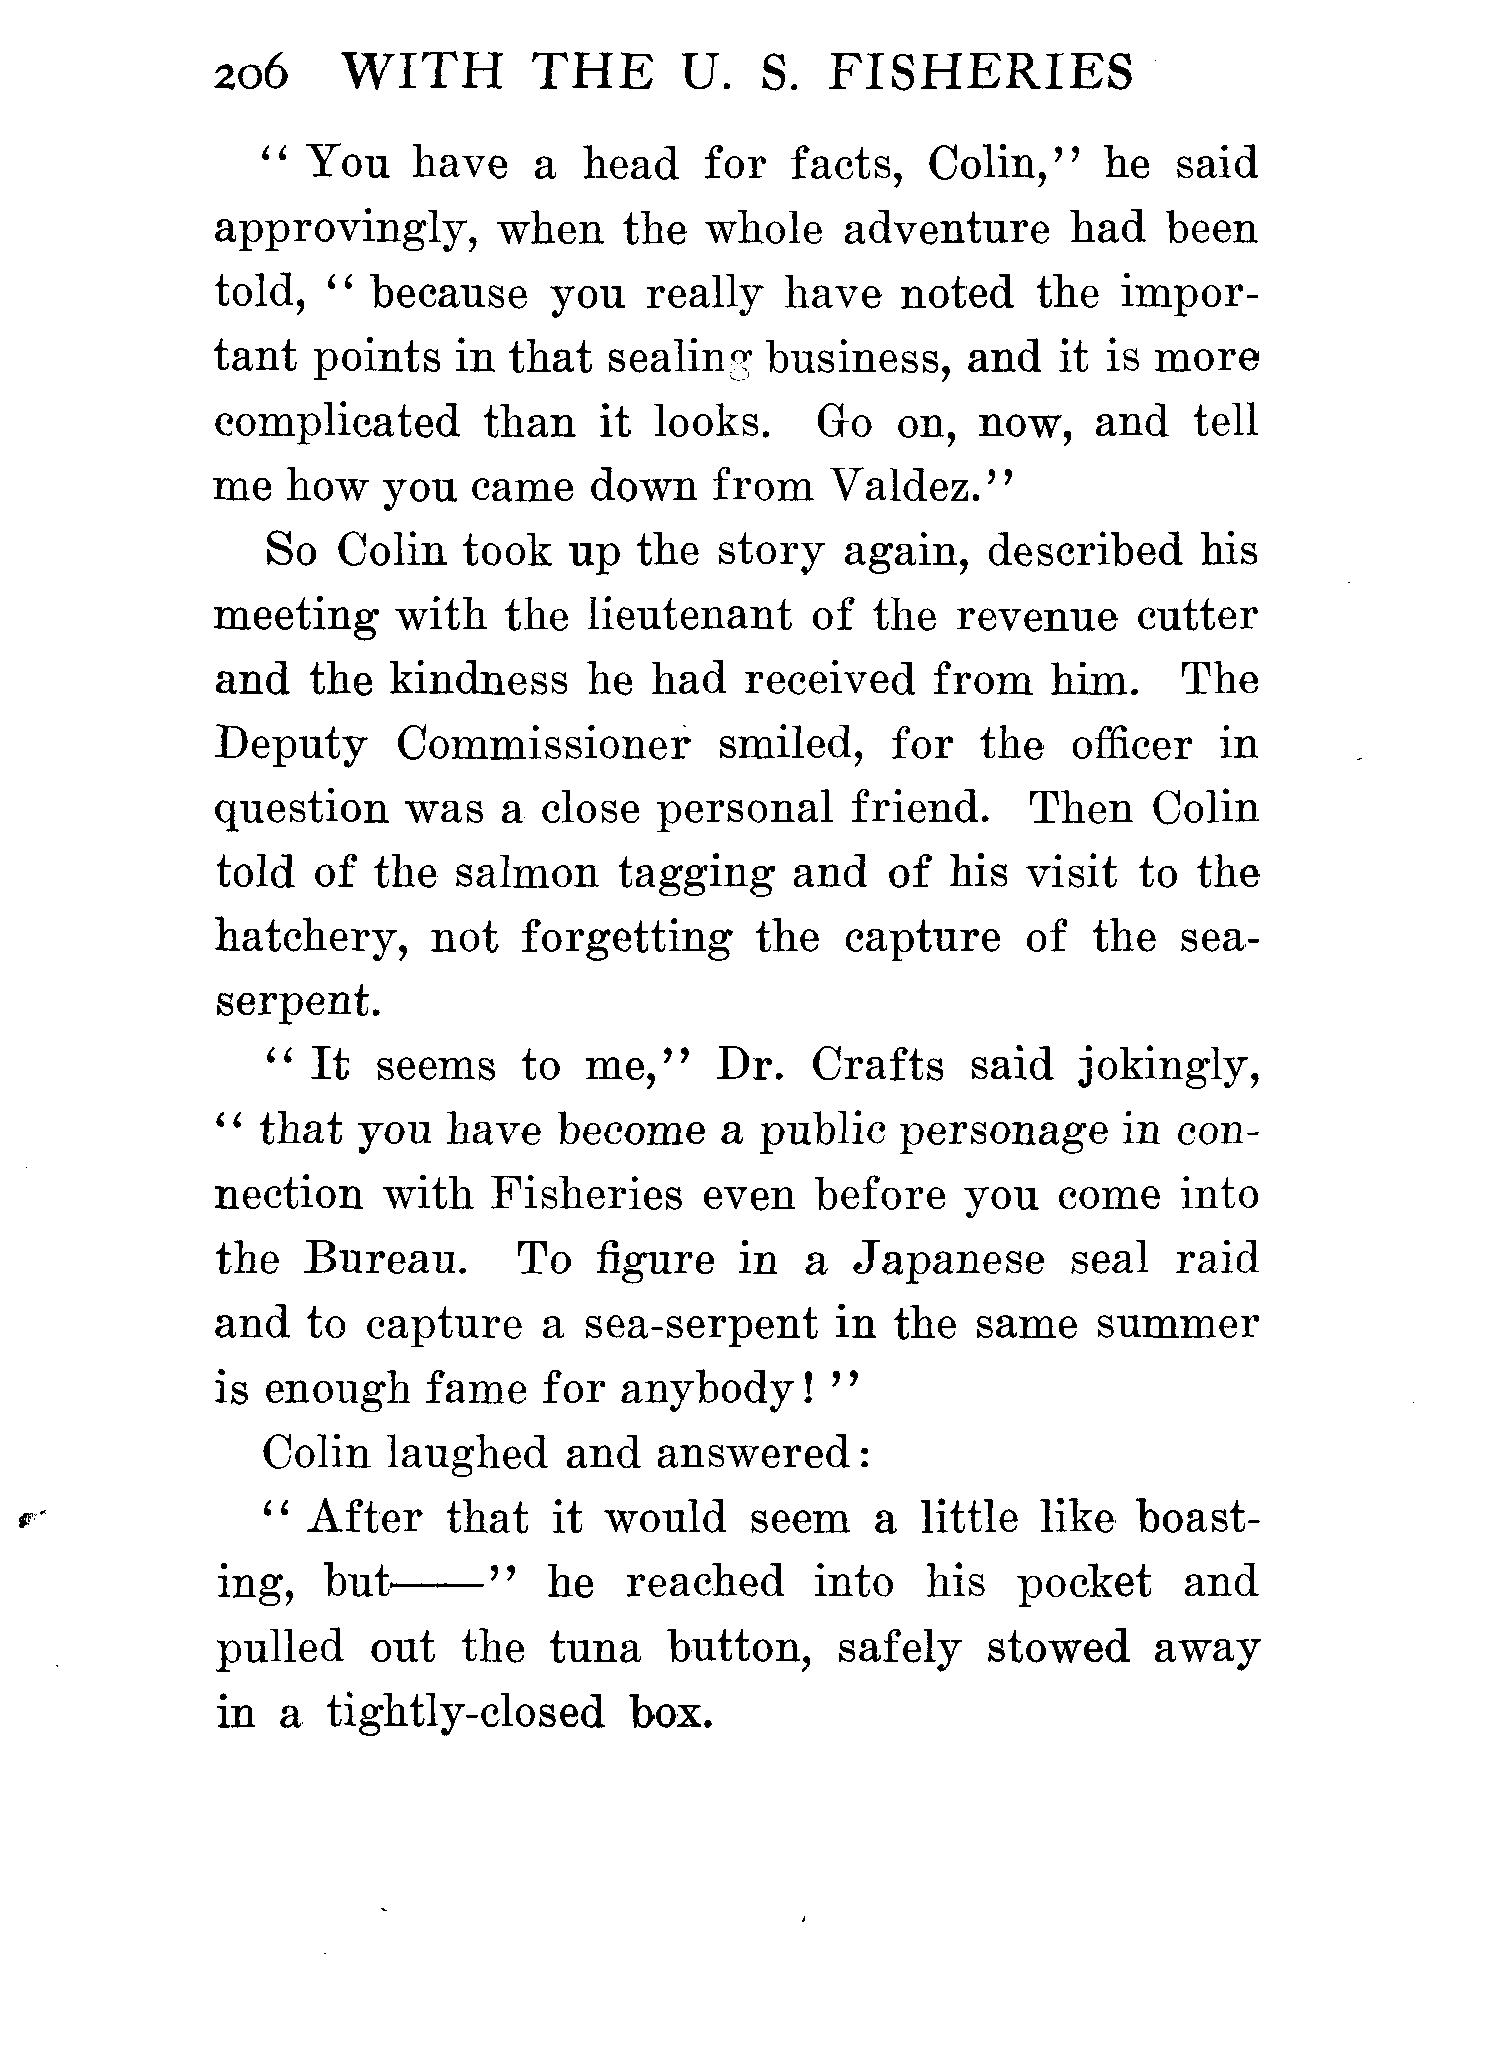 206 WITH THE U. S. FISHERIES
“ You have a head for facts, Colin,” he said
approvingly, when the whole adventure had been
told, “ because you really have noted the impor-
tant points in that sealing business, and it is more
complicated than it looks. Go on, now, and tell
me how you came down from Valdez.”
So Colin took up the story again, described his
meeting with the lieutenant of the revenue cutter
and the kindness he had received from him. The
Deputy Commissioner smiled, for the officer in
question was a close personal friend. Then Colin
told of the salmon tagging and of his visit to the
hatchery, not forgetting the capture of the sea-
serpent.
“ It seems to me,” Dr. Crafts said jokingly,
“ that you have become a public personage in con-
nection with Fisheries even before you come into
the Bureau. To figure in a Japanese seal raid
and to capture a sea-serpent in the same summer
is enough fame for anybody! ”
Colin laughed and answered:
“ After that it would seem a little like boast-
ing, but——” he reached into his pocket and
pulled out the tuna button, safely stowed away
in a tightly-closed box.